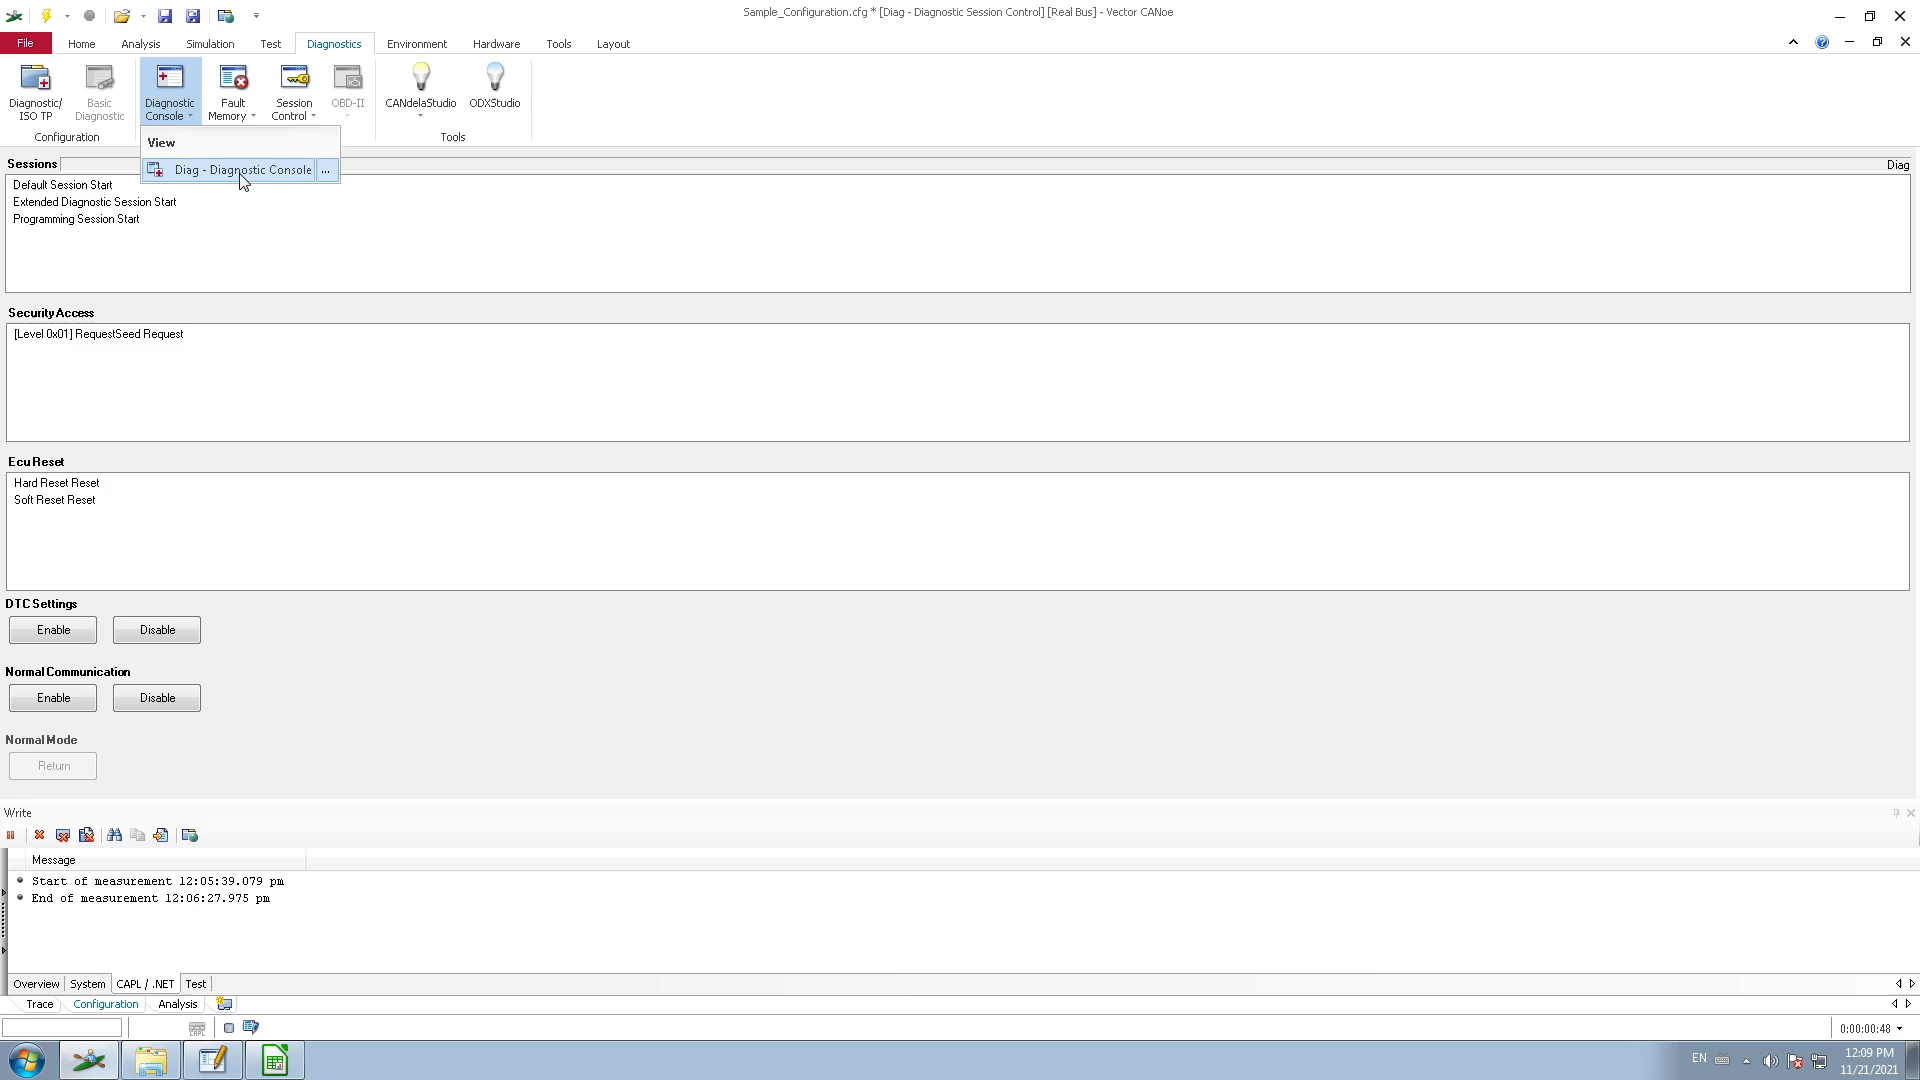 Sample_Configuration.cfg * [Diag - Diagnostic Session Control] [Real Bus] - Vector CANoe
File
Home
Analysis
Simulation
Test
Diagnostics
Environment
Hardware
Tools
Layout
Diagnostic/
ISO TP
Basic
Diagnostic
Diagnostic
Console
Fault
Memory
Session
Control
OBD-II
CANdelaStudio
ODXStudio
Configuration
Tools
View
Diag - Diagnostic Console
...
Sessions
Diag
Default Session Start
Extended Diagnostic Session Start
Programming Session Start
Security Access
[Level 0x01] RequestSeed Request
Ecu Reset
Hard Reset Reset
Soft Reset Reset
DTC Settings
Enable
Disable
Normal Communication
Enable
Disable
Normal Mode
Return
Write
Message
Start of measurement 12:05:39.079 pm
End of measurement 12:06:27.975 pm
Overview
System
CAPL / .NET
Test
Trace
Configuration
Analysis
0:00:00:48
EN
12:09 PM
11/21/2021